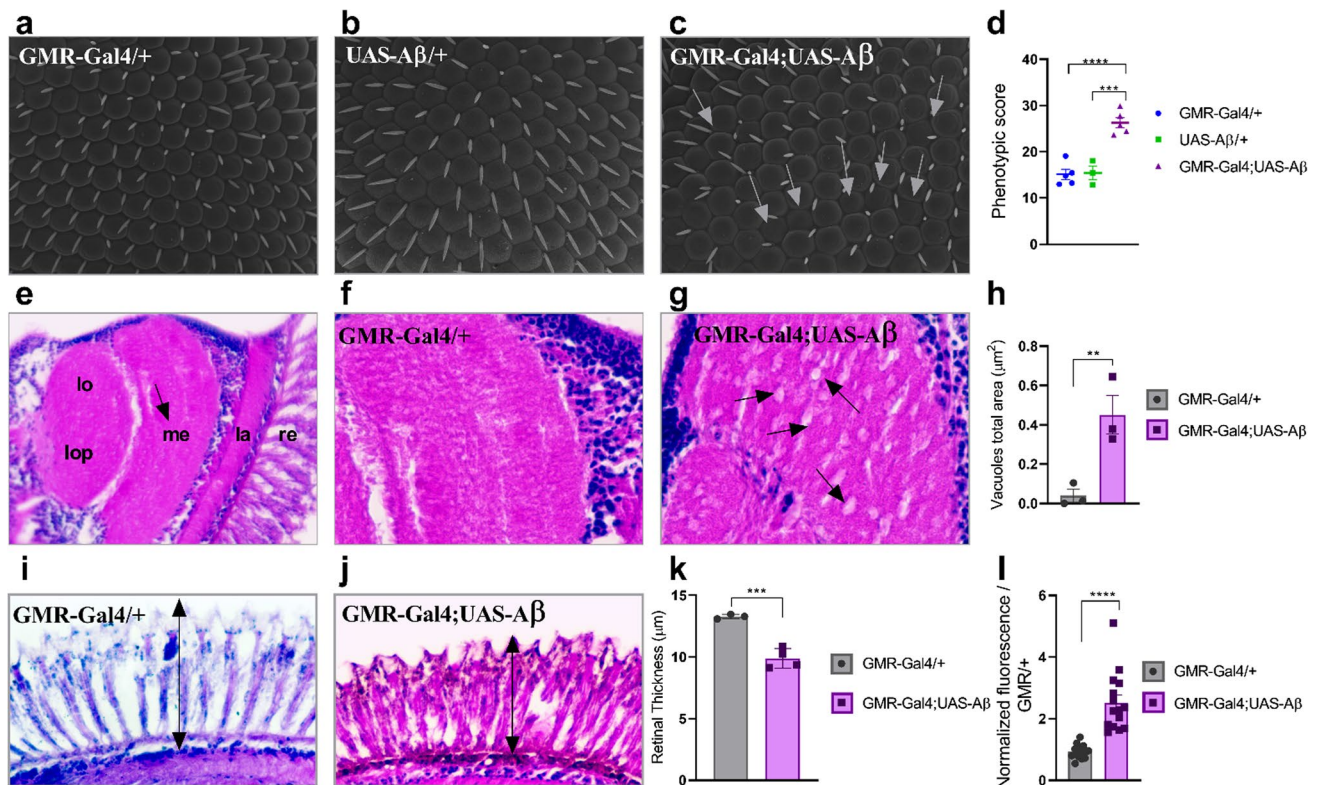 a
GMR-Gal4/+
b
UAS-Aβ/+
c
GMR-Gal4;UAS-Aβ
d
Phenotypic score
40
30
20
10
0
****
***
GMR-Gal4/+
UAS-Aβ/+
GMR-Gal4;UAS-Aβ
e
lo
lop
me
la
re
f
GMR-Gal4/+
g
GMR-Gal4;UAS-Aβ
h
Vacuoles total area (μm²)
0.8
0.6
0.4
0.2
0.0
**
GMR-Gal4/+
GMR-Gal4;UAS-Aβ
i
GMR-Gal4/+
j
GMR-Gal4;UAS-Aβ
k
Retinal Thickness (μm)
15
10
5
0
***
GMR-Gal4/+
GMR-Gal4;UAS-Aβ
l
Normalized fluorescence /
GMR/+
6
4
2
0
****
GMR-Gal4/+
GMR-Gal4;UAS-Aβ